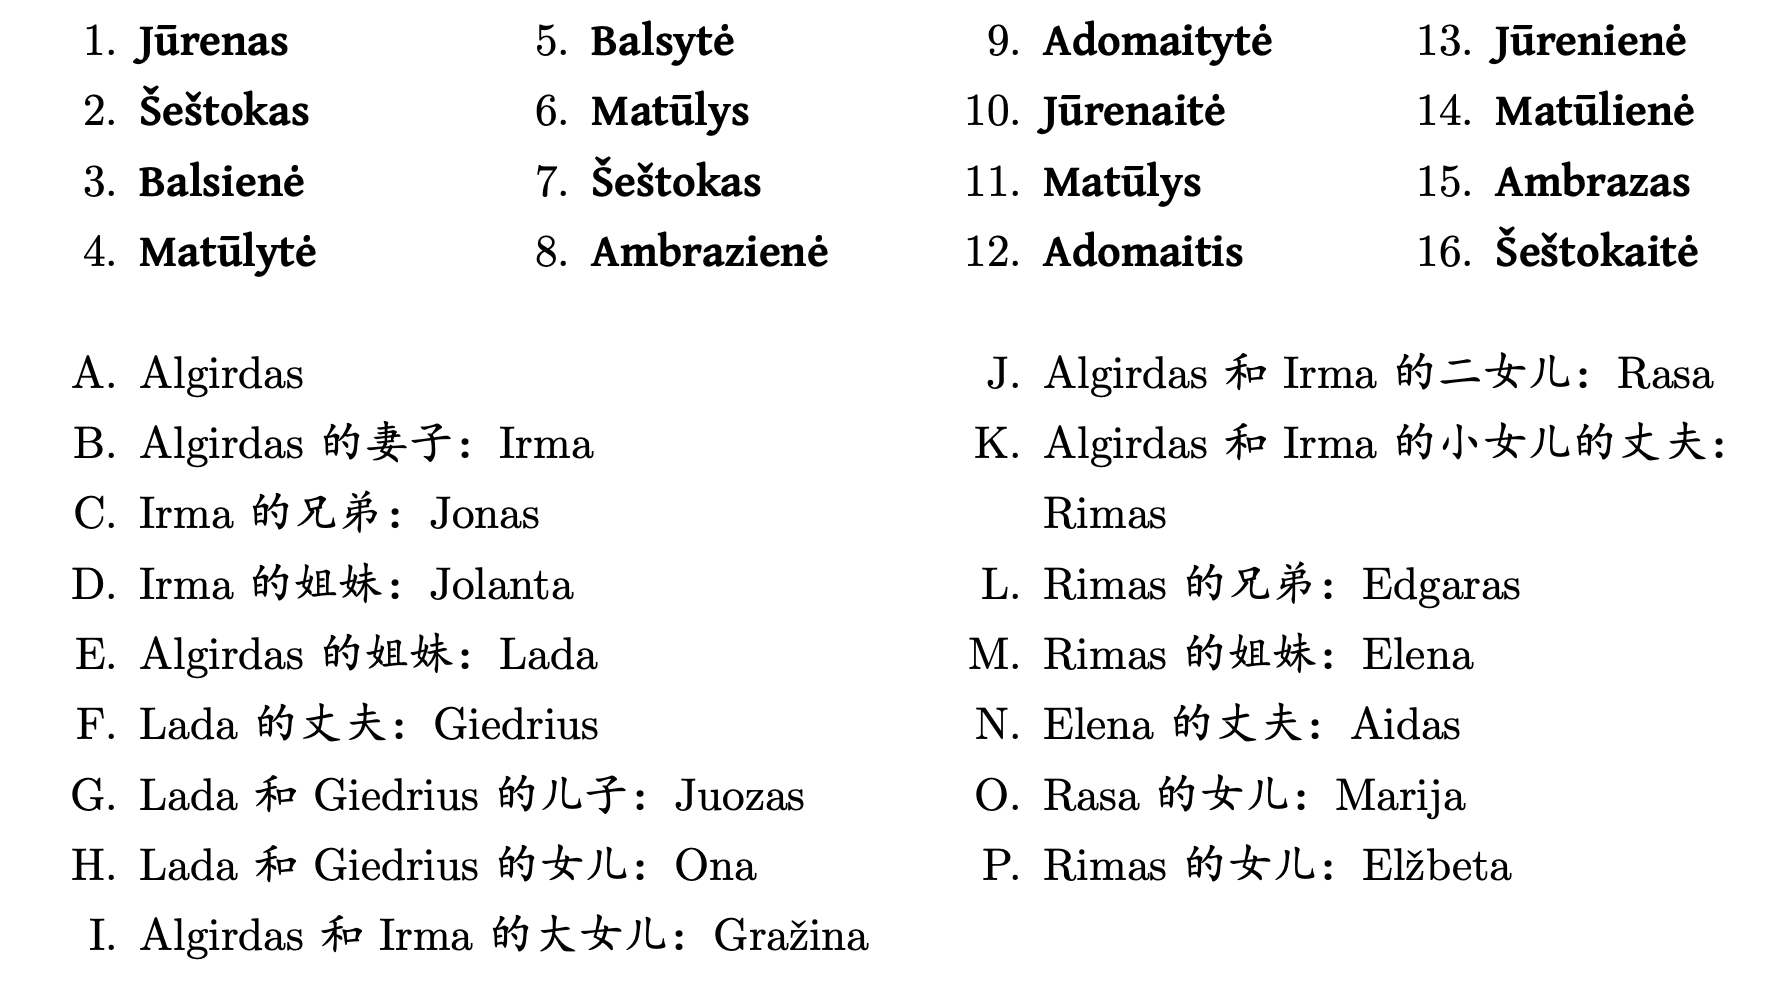 1. Jūrenas
2. Šeštokas
3. Balsienė
4. Matūlytė
5. Balsytė
6. Matūlys
7. Šeštokas
8. Ambrazienė
9. Adomaitytė
10. Jūrenaitė
11. Matūlys
12. Adomaitis
13. Jūrenienė
14. Matūlienė
15. Ambrazas
16. Šeštokaitė
A. Algirdas
B. Algirdas 的妻子：Irma
C. Irma 的兄弟：Jonas
D. Irma 的姐妹：Jolanta
E. Algirdas 的姐妹：Lada
F. Lada 的丈夫：Giedrius
G. Lada 和 Giedrius 的儿子：Juozas
H. Lada 和 Giedrius 的女儿：Ona
I. Algirdas 和 Irma 的大女儿：Gražina
J. Algirdas 和 Irma 的二女儿：Rasa
K. Algirdas 和 Irma 的小女儿的丈夫：
Rimas
L. Rimas 的兄弟：Edgaras
M. Rimas 的姐妹：Elena
N. Elena 的丈夫：Aidas
O. Rasa 的女儿：Marija
P. Rimas 的女儿：Elžbeta